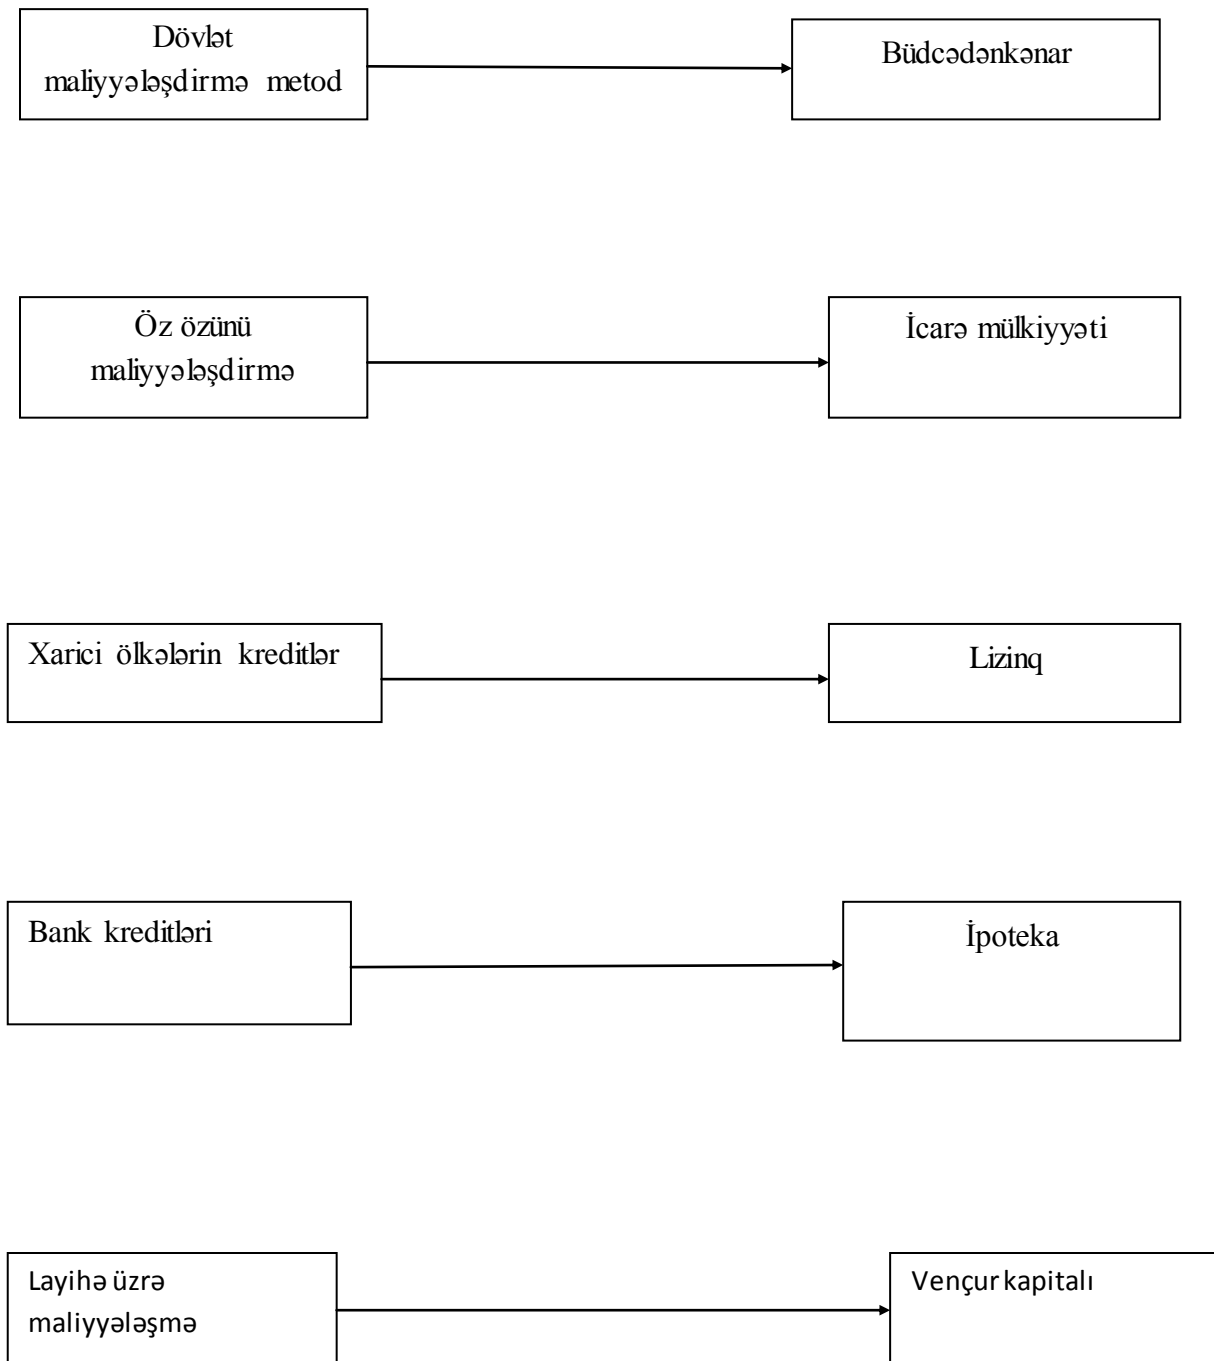 Dövlət
maliyyələşdirmə metod
Büdcədənkənar
Öz özünü
maliyyələşdirmə
İcarə mülkiyyəti
Xarici ölkələrin kreditlər
Lizinq
Bank kreditləri
İpoteka
Layihə üzrə
maliyyələşmə
Vençur kapitalı